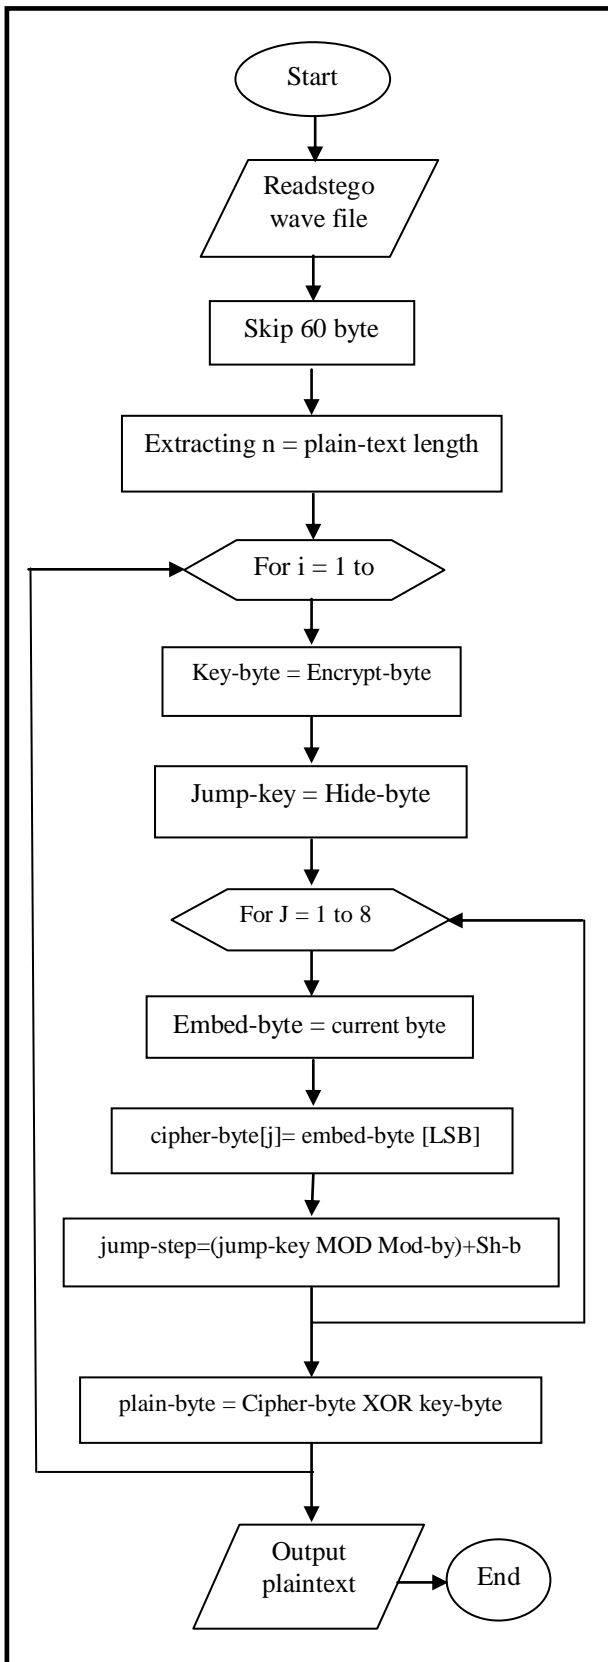 Start
Readstego
wave file
Skip 60 byte
Extracting n = plain-text length
For i = 1 to
Key-byte = Encrypt-byte
Jump-key = Hide-byte
For J = 1 to 8
Embed-byte = current byte
cipher-byte[j]= embed-byte [LSB]
jump-step=(jump-key MOD Mod-by)+Sh-b
plain-byte = Cipher-byte XOR key-byte
Output
plaintext
End